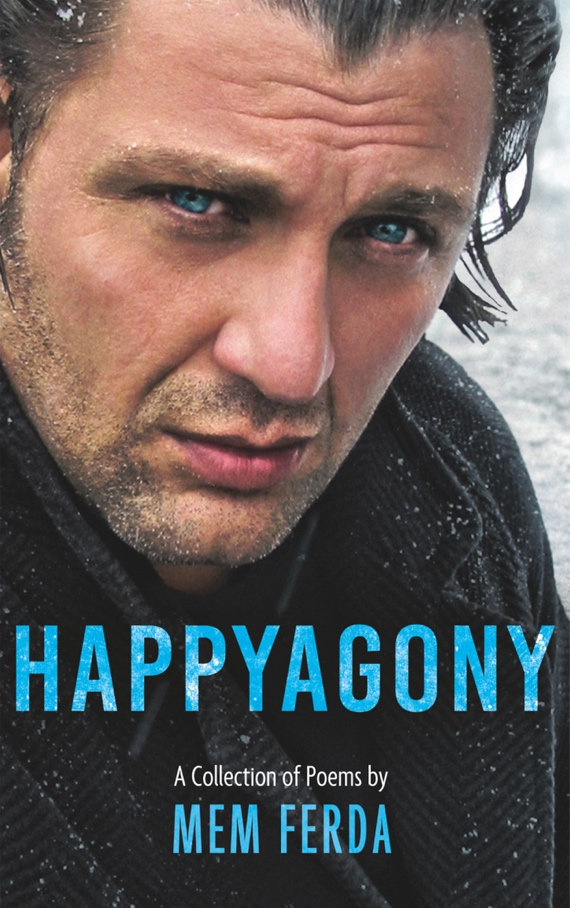 HAPPYAGONY
A Collection of Poems by
MEM FERDA